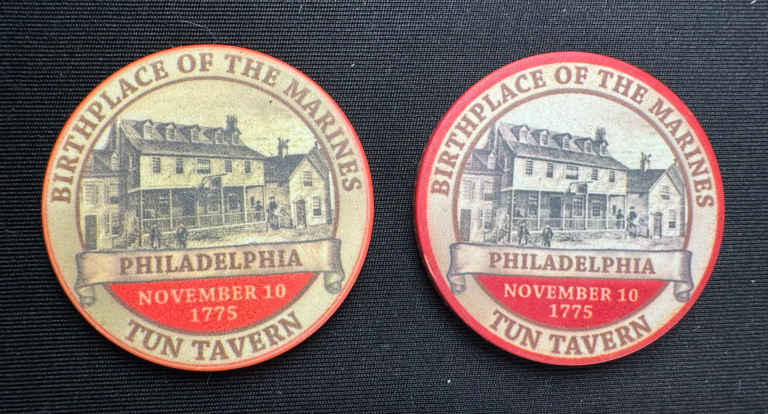 BIRTHPLACE OF THE MARINES
PHILADELPHIA
NOVEMBER 10
1775
TUN TAVERN
BIRTHPLACE OF THE MARINES
PHILADELPHIA
NOVEMBER 10
1775
TUN TAVERN